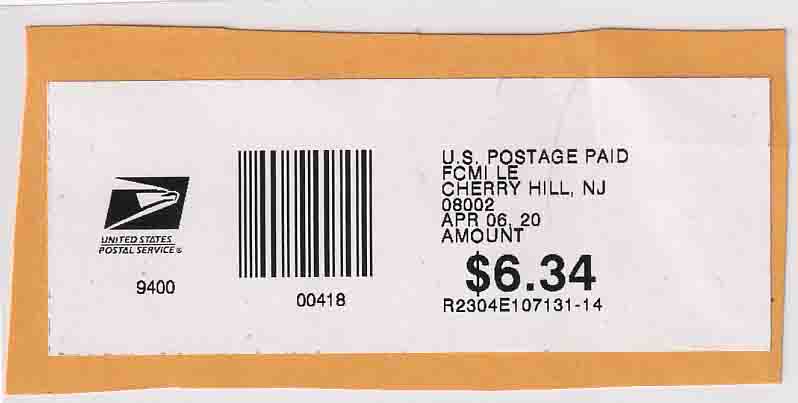 UNITED STATES
POSTAL SERVICE®
9400
00418
U.S. POSTAGE PAID
FCMI LE
CHERRY HILL, NJ
08002
APR 06, 20
AMOUNT
$6.34
R2304E107131-14